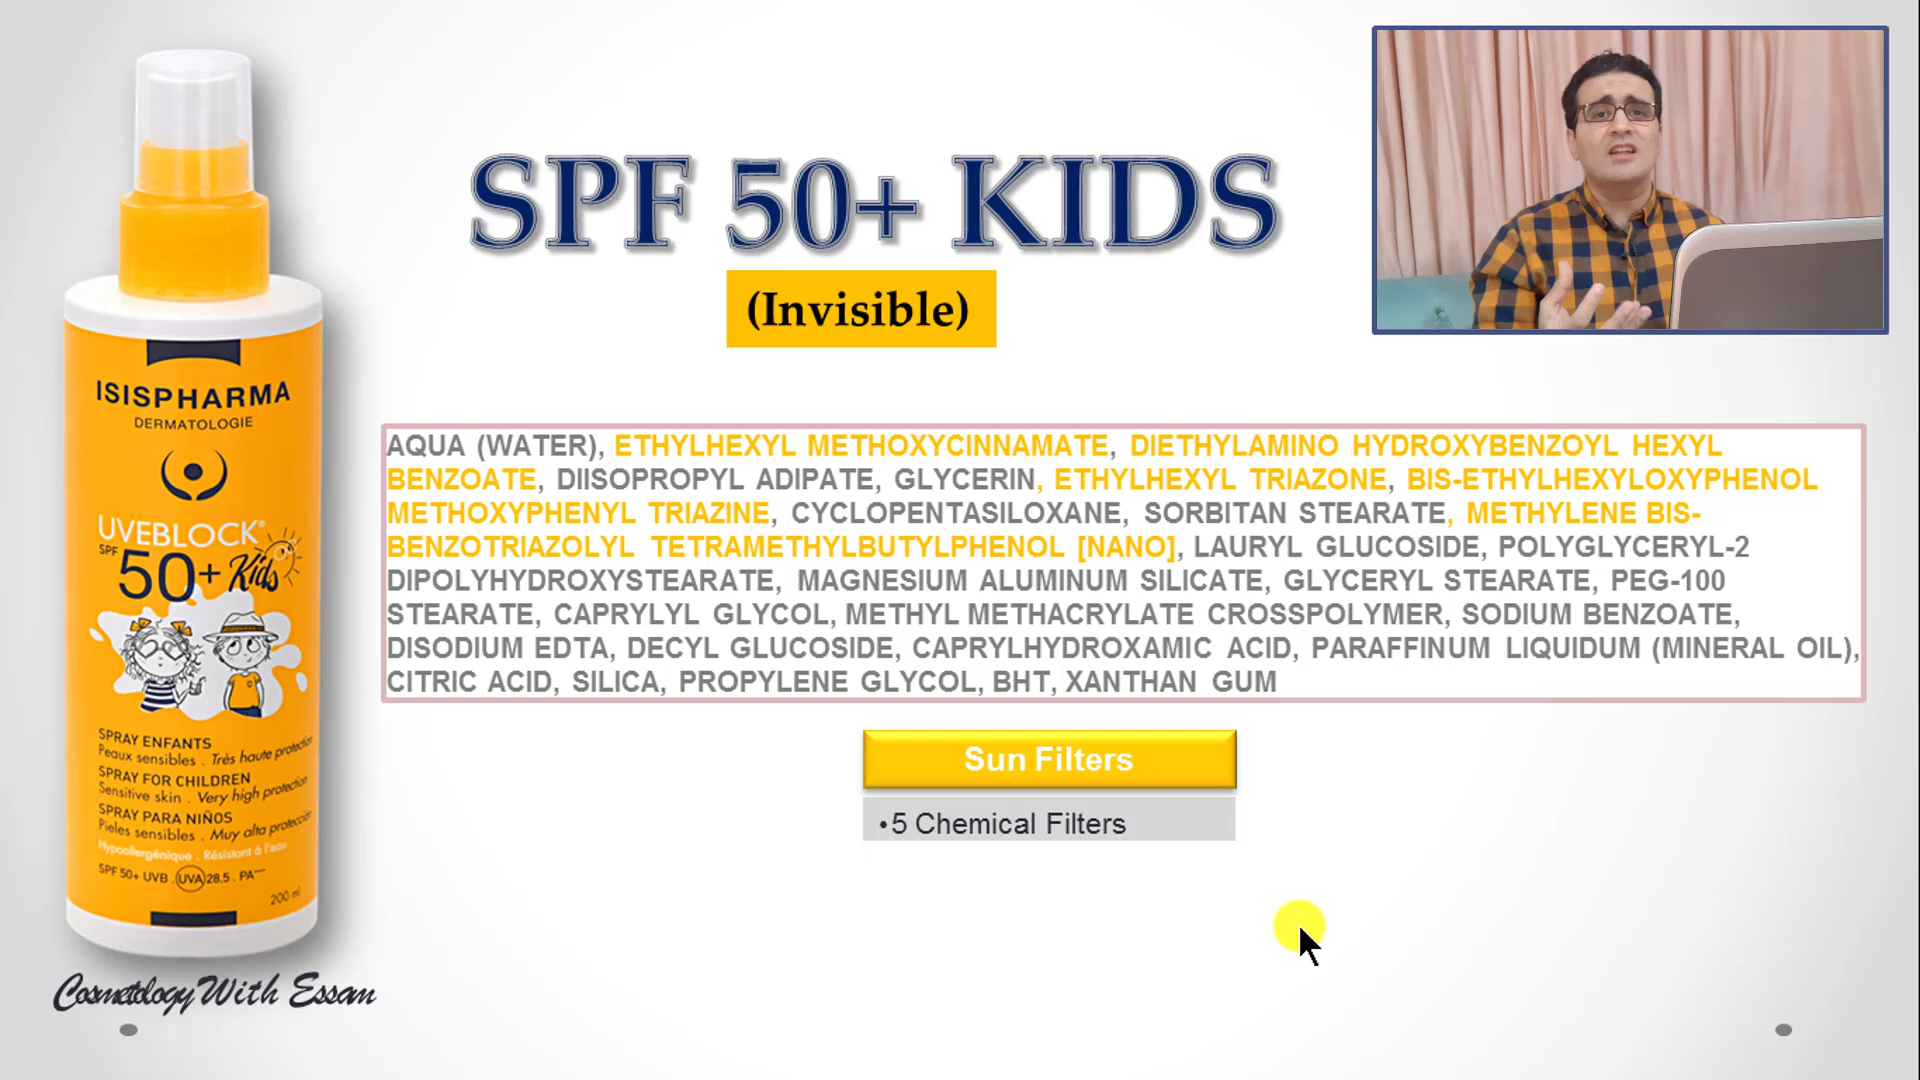 SPF 50+ KIDS
(Invisible)
ISISPHARMA
DERMATOLOGIE
UVEBLOCK®
SPF
50+ Kids
SPRAY ENFANTS
Peaux sensibles . Très haute protection
SPRAY FOR CHILDREN
Sensitive skin . Very high protection
SPRAY PARA NIÑOS
Pieles sensibles . Muy alta protección
Hypoallergénique . Résistant à l'eau
SPF 50+ UVB . UVA 28.5 . PA
200 ml
AQUA (WATER), ETHYLHEXYL METHOXYCINNAMATE, DIETHYLAMINO HYDROXYBENZOYL HEXYL
BENZOATE, DIISOPROPYL ADIPATE, GLYCERIN, ETHYLHEXYL TRIAZONE, BIS-ETHYLHEXYLOXYPHENOL
METHOXYPHENYL TRIAZINE, CYCLOPENTASILOXANE, SORBITAN STEARATE, METHYLENE BIS-
BENZOTRIAZOLYL TETRAMETHYLBUTYLPHENOL [NANO], LAURYL GLUCOSIDE, POLYGLYCERYL-2
DIPOLYHYDROXYSTEARATE, MAGNESIUM ALUMINUM SILICATE, GLYCERYL STEARATE, PEG-100
STEARATE, CAPRYLYL GLYCOL, METHYL METHACRYLATE CROSSPOLYMER, SODIUM BENZOATE,
DISODIUM EDTA, DECYL GLUCOSIDE, CAPRYLHYDROXAMIC ACID, PARAFFINUM LIQUIDUM (MINERAL OIL),
CITRIC ACID, SILICA, PROPYLENE GLYCOL, BHT, XANTHAN GUM
Sun Filters
•5 Chemical Filters
Cosmetology With Essam